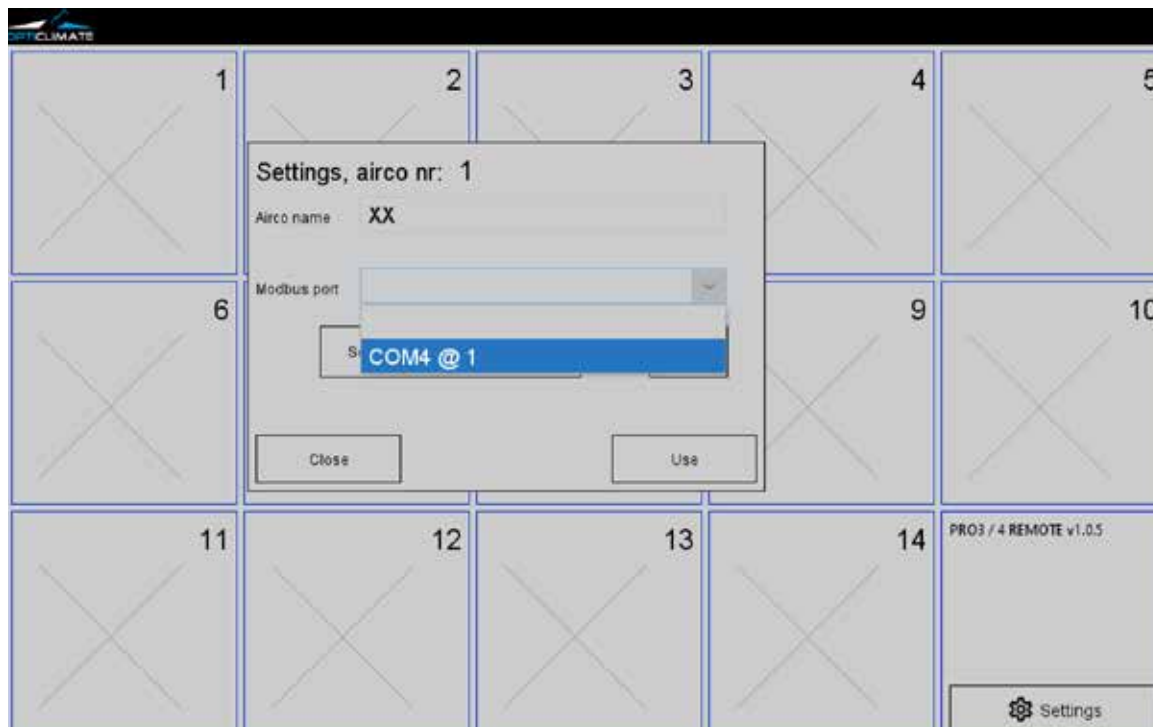 OPTICLIMATE
1
2
3
4
5
Settings, airco nr: 1
Airco name XX
Modbus port
6
9
10
COM4 @ 1
Close
Use
11
12
13
14
PRO3 / 4 REMOTE v1.0.5
Settings